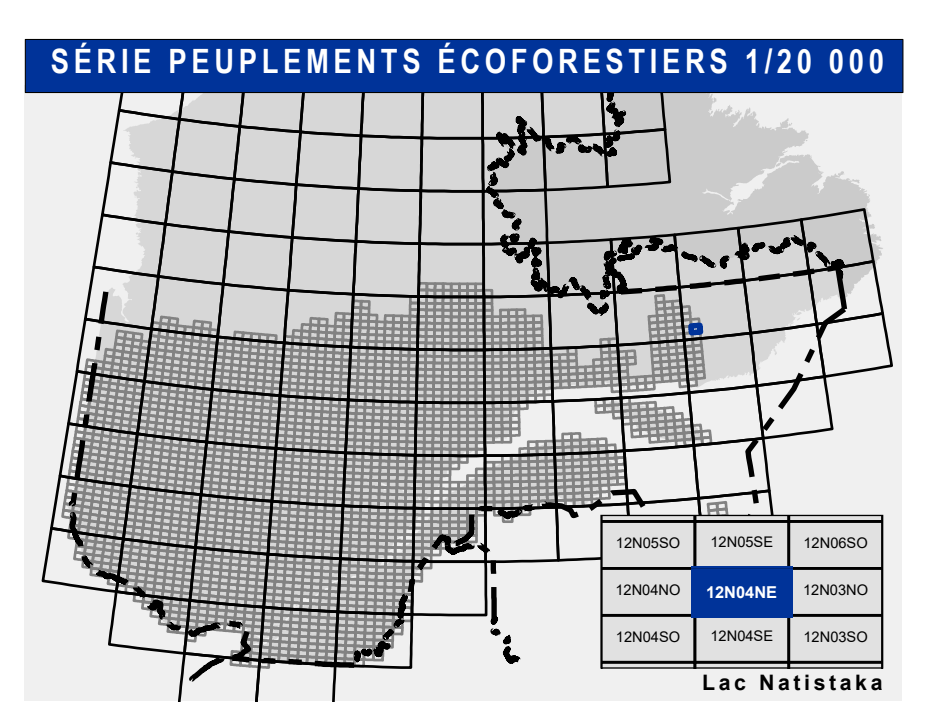 SÉRIE PEUPLEMENTS ÉCOFORESTIERS 1/20 000
12N05SO 12N05SE 12N06SO
12N04NO 12N04NE 12N03NO
12N04SO 12N04SE 12N03SO
Lac Natistaka